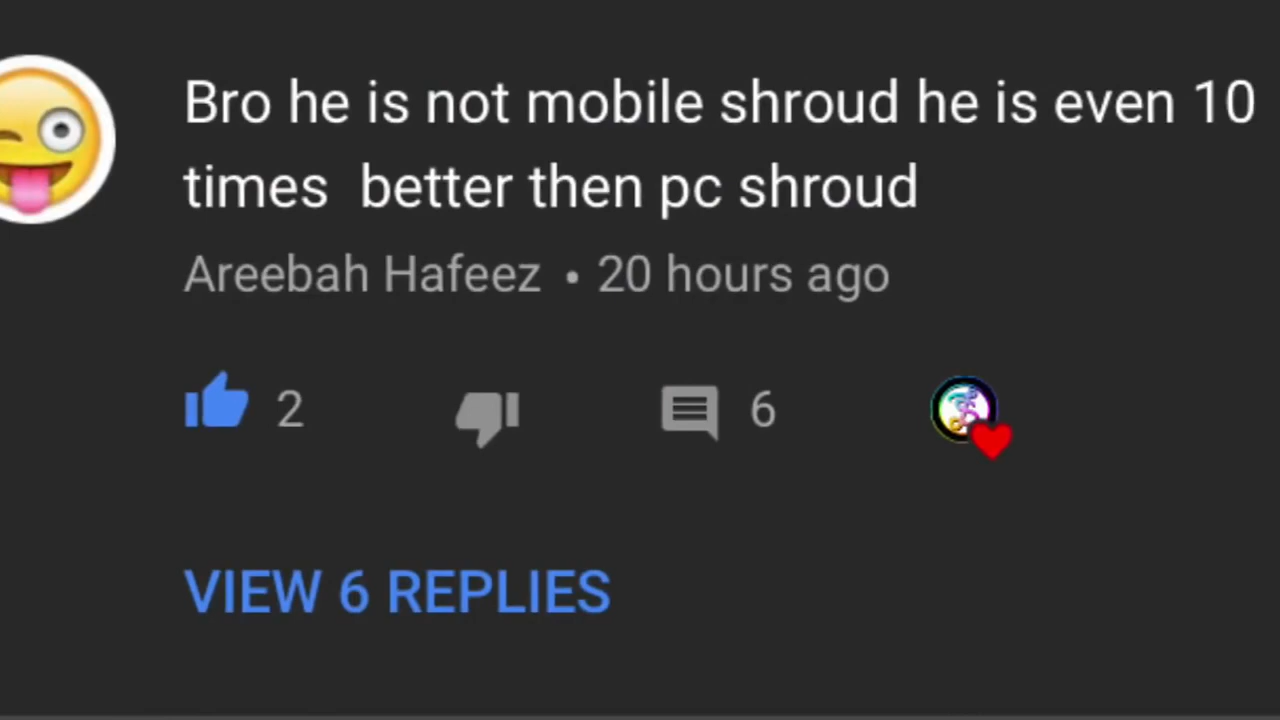 Bro he is not mobile shroud he is even 10
times  better then pc shroud
Areebah Hafeez • 20 hours ago
2 6
VIEW 6 REPLIES